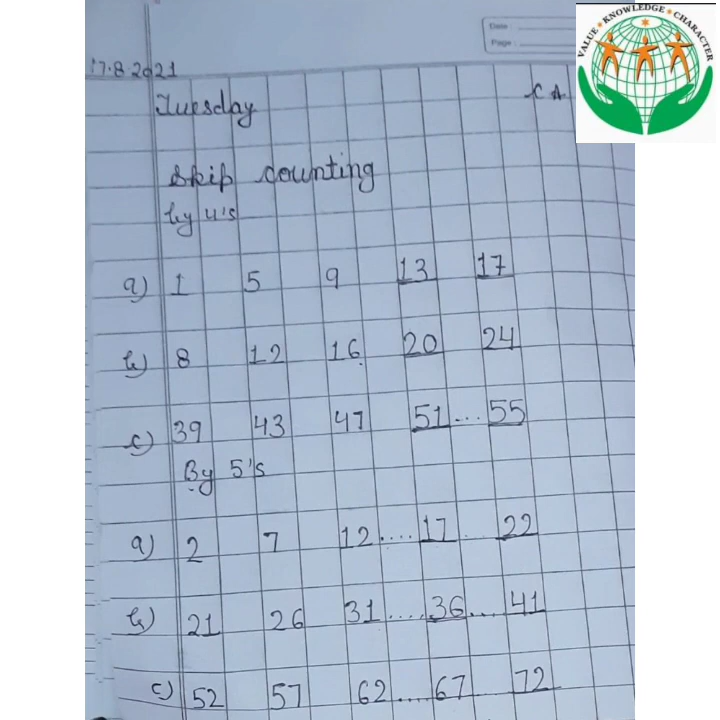 Date :
Page :
VALUE ★ KNOWLEDGE ★ CHARACTER
17.8.2021
C A
Tuesday
Skip counting
by 4's
a) 1 5 9 13 17
b) 8 12 16 20 24
c) 39 43 47 51...55
By 5's
a) 2 7 12....17..22
b) 21 26 31....36...41
c) 52 57 62....67..72